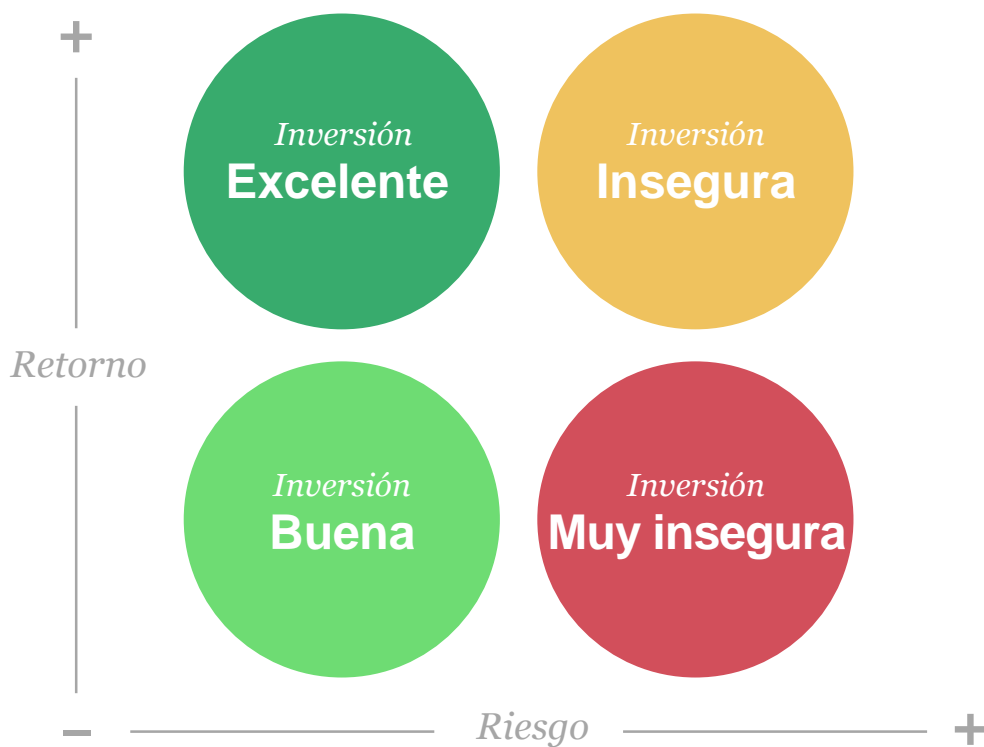 +
Inversión
Excelente
Inversión
Insegura
Retorno
Inversión
Buena
Inversión
Muy insegura
– Riesgo +